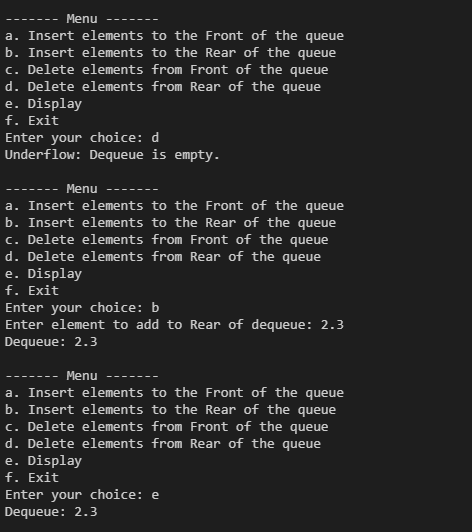 ------- Menu -------
a. Insert elements to the Front of the queue
b. Insert elements to the Rear of the queue
c. Delete elements from Front of the queue
d. Delete elements from Rear of the queue
e. Display
f. Exit
Enter your choice: d
Underflow: Dequeue is empty.
------- Menu -------
a. Insert elements to the Front of the queue
b. Insert elements to the Rear of the queue
c. Delete elements from Front of the queue
d. Delete elements from Rear of the queue
e. Display
f. Exit
Enter your choice: b
Enter element to add to Rear of dequeue: 2.3
Dequeue: 2.3
------- Menu -------
a. Insert elements to the Front of the queue
b. Insert elements to the Rear of the queue
c. Delete elements from Front of the queue
d. Delete elements from Rear of the queue
e. Display
f. Exit
Enter your choice: e
Dequeue: 2.3